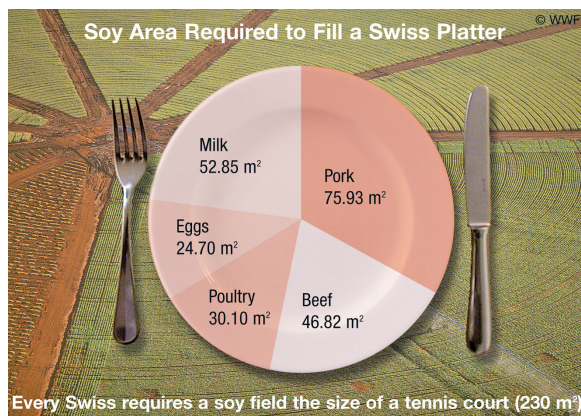 © WWF
Soy Area Required to Fill a Swiss Platter
Milk
52.85 m²
Pork
75.93 m²
Eggs
24.70 m²
Poultry
30.10 m²
Beef
46.82 m²
Every Swiss requires a soy field the size of a tennis court (230 m²)